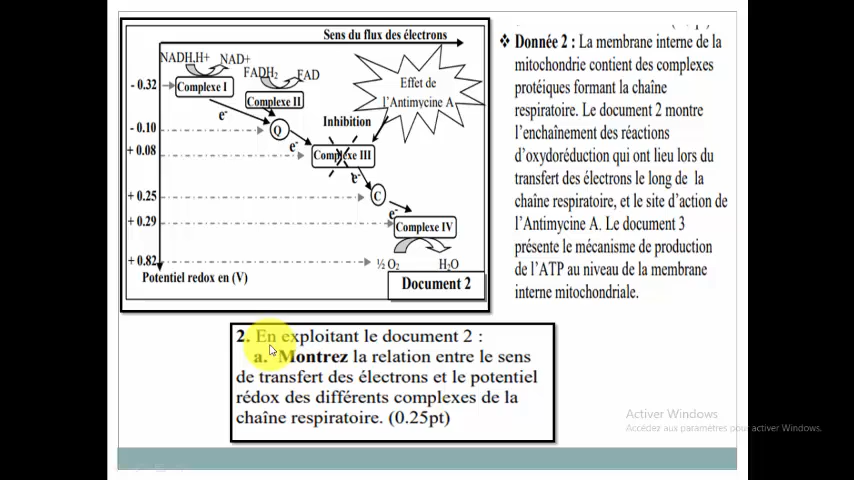 Sens du flux des électrons
NADH,H+ NAD+
FADH₂ FAD
Effet de
l'Antimycine A
- 0.32
Complexe I
Complexe II
e⁻
Inhibition
- 0.10
Q
e⁻
+ 0.08
Complexe III
e⁻
+ 0.25
C
e⁻
+ 0.29
Complexe IV
+ 0.82
½ O₂ H₂O
Potentiel redox en (V)
Document 2
❖ Donnée 2 : La membrane interne de la
mitochondrie contient des complexes
protéiques formant la chaîne
respiratoire. Le document 2 montre
l'enchaînement des réactions
d'oxydoréduction qui ont lieu lors du
transfert des électrons le long de la
chaîne respiratoire, et le site d'action de
l'Antimycine A. Le document 3
présente le mécanisme de production
de l'ATP au niveau de la membrane
interne mitochondriale.
2. En exploitant le document 2 :
a. Montrez la relation entre le sens
de transfert des électrons et le potentiel
rédox des différents complexes de la
chaîne respiratoire. (0.25pt)
Activer Windows
Accédez aux paramètres pour activer Windows.